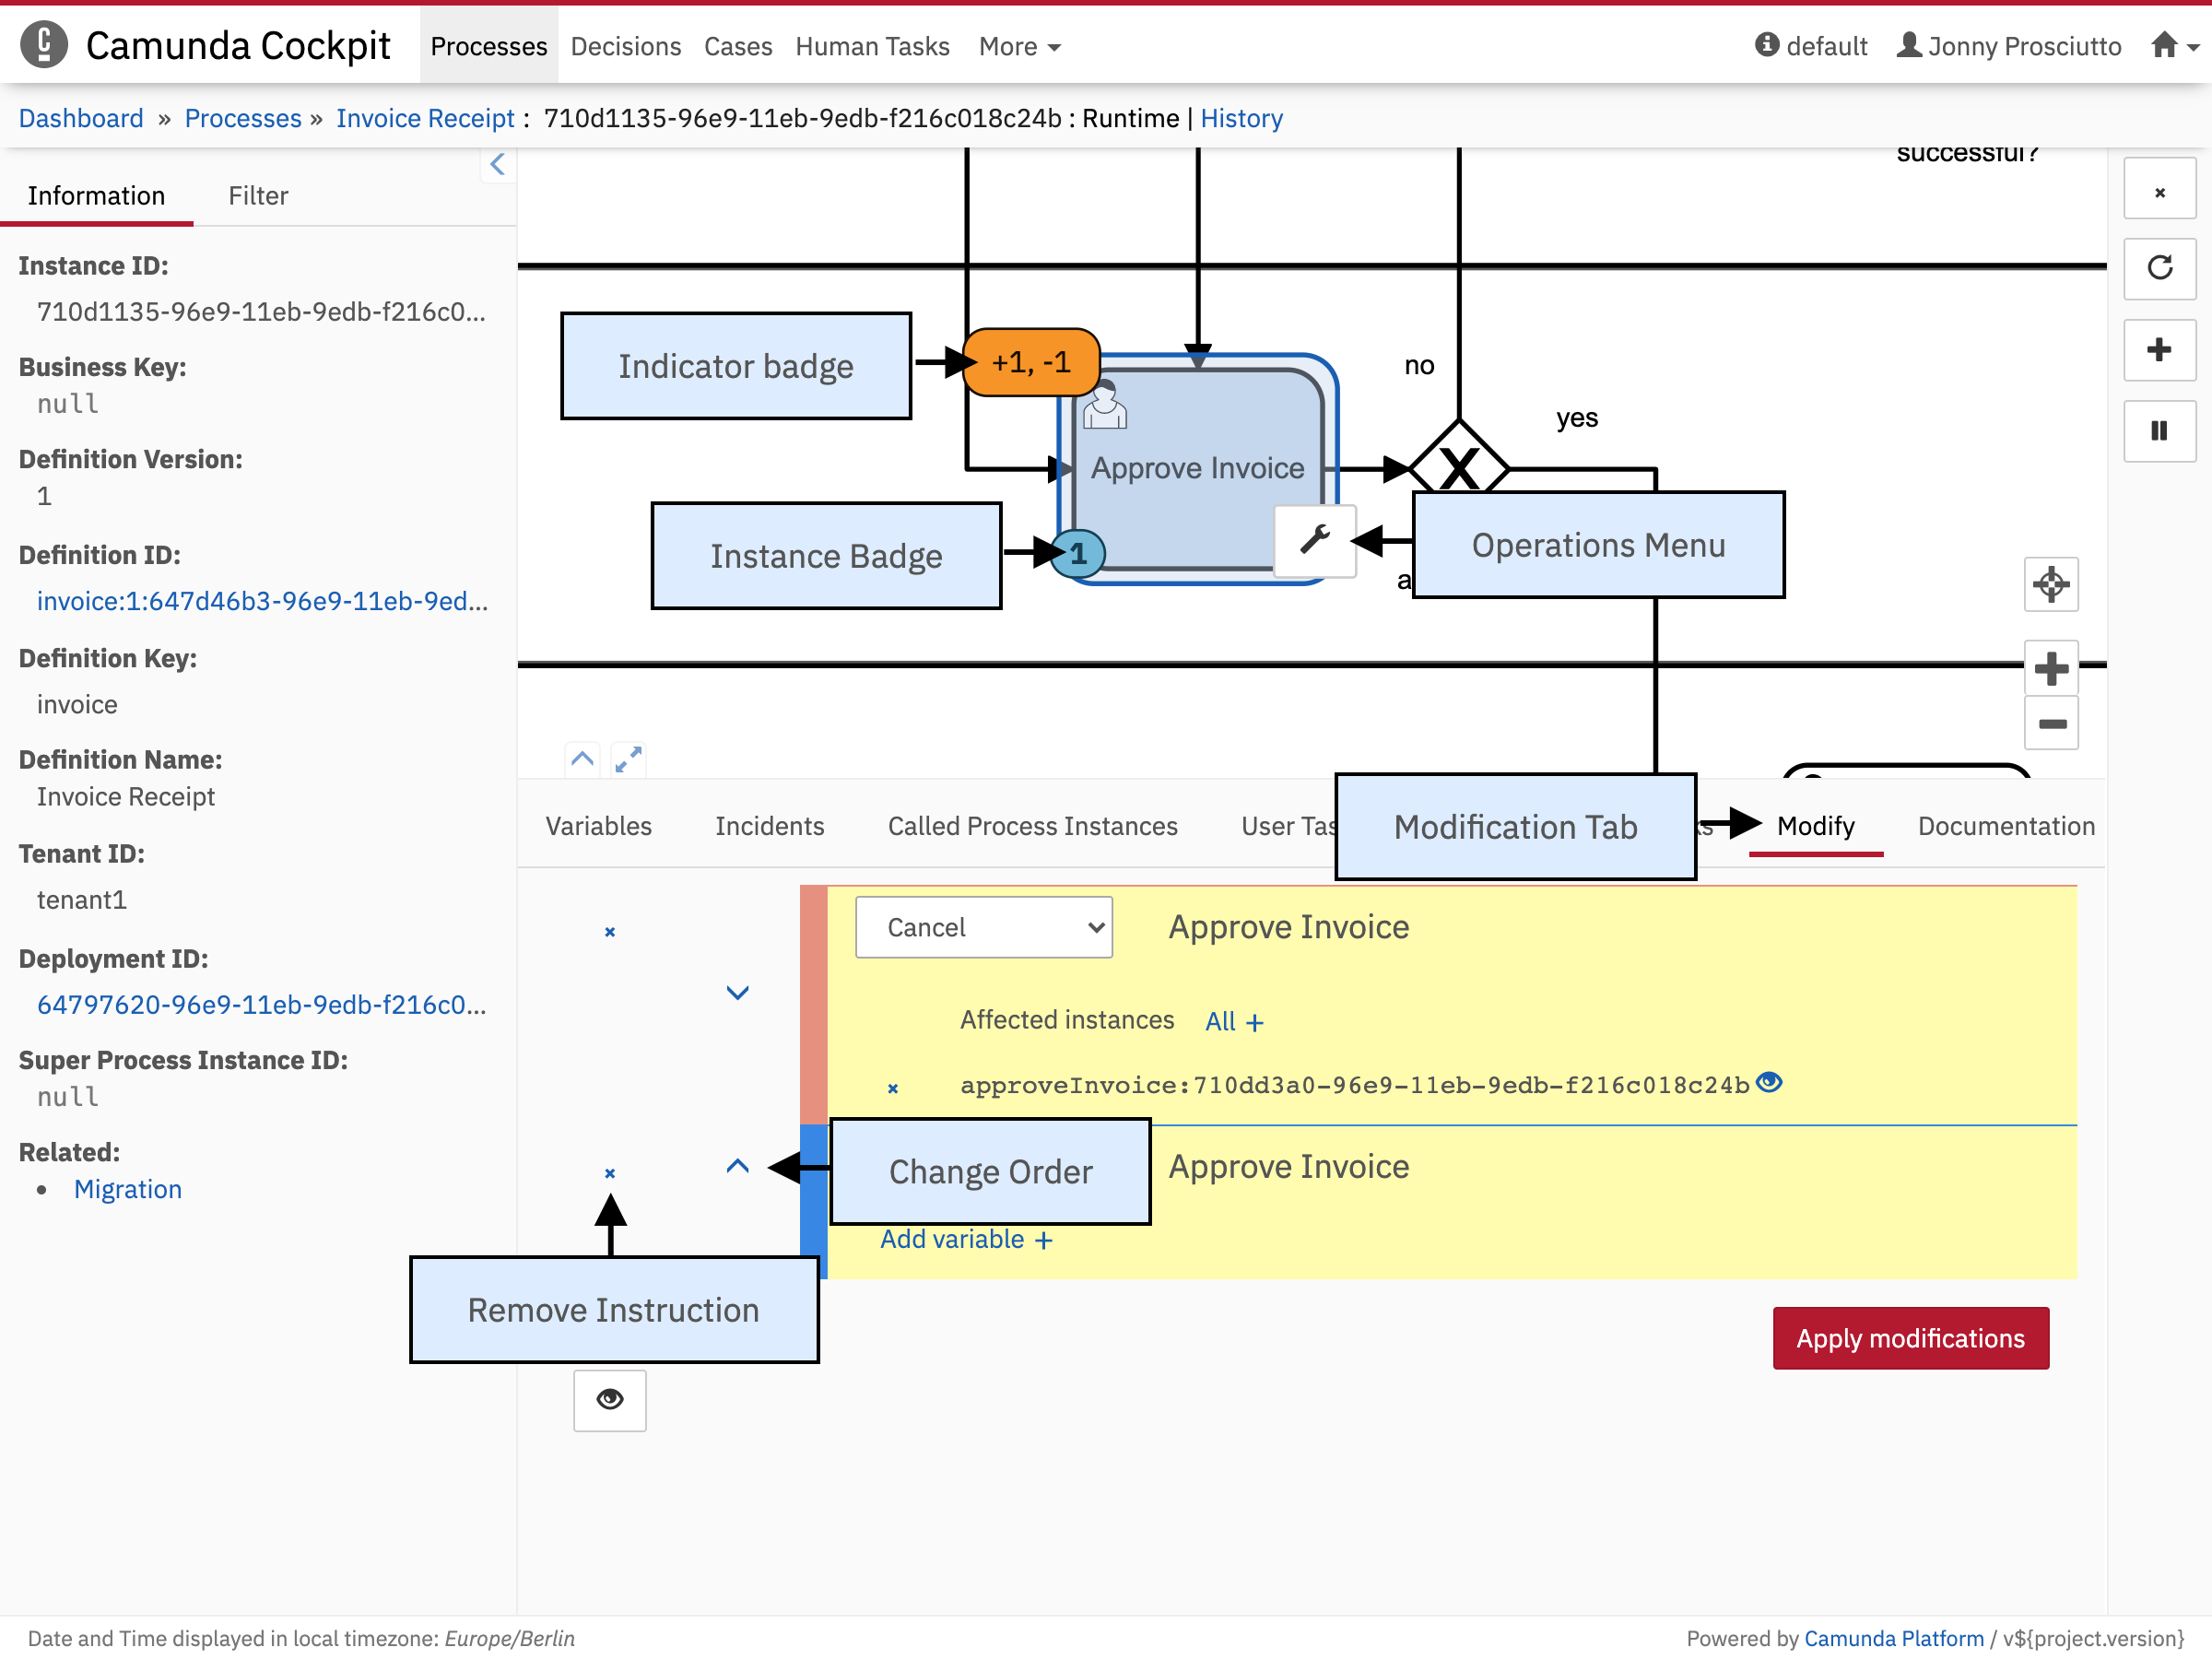 Camunda Cockpit Processes Decisions Cases Human Tasks More default Jonny Prosciutto
Dashboard » Processes » Invoice Receipt : 710d1135-96e9-11eb-9edb-f216c018c24b : Runtime | History
Information Filter
Instance ID:
710d1135-96e9-11eb-9edb-f216c0...
Business Key:
null
Definition Version:
1
Definition ID:
invoice:1:647d46b3-96e9-11eb-9ed...
Definition Key:
invoice
Definition Name:
Invoice Receipt
Tenant ID:
tenant1
Deployment ID:
64797620-96e9-11eb-9edb-f216c0...
Super Process Instance ID:
null
Related:
• Migration
successful?
Indicator badge
+1, -1
no
yes
Approve Invoice
Instance Badge
1
Operations Menu
a
Variables Incidents Called Process Instances User Tas
Modification Tab
Modify Documentation
Cancel Approve Invoice
Affected instances All +
approveInvoice:710dd3a0-96e9-11eb-9edb-f216c018c24b
Change Order
Approve Invoice
Add variable +
Remove Instruction
Apply modifications
Date and Time displayed in local timezone: Europe/Berlin
Powered by Camunda Platform / v${project.version}